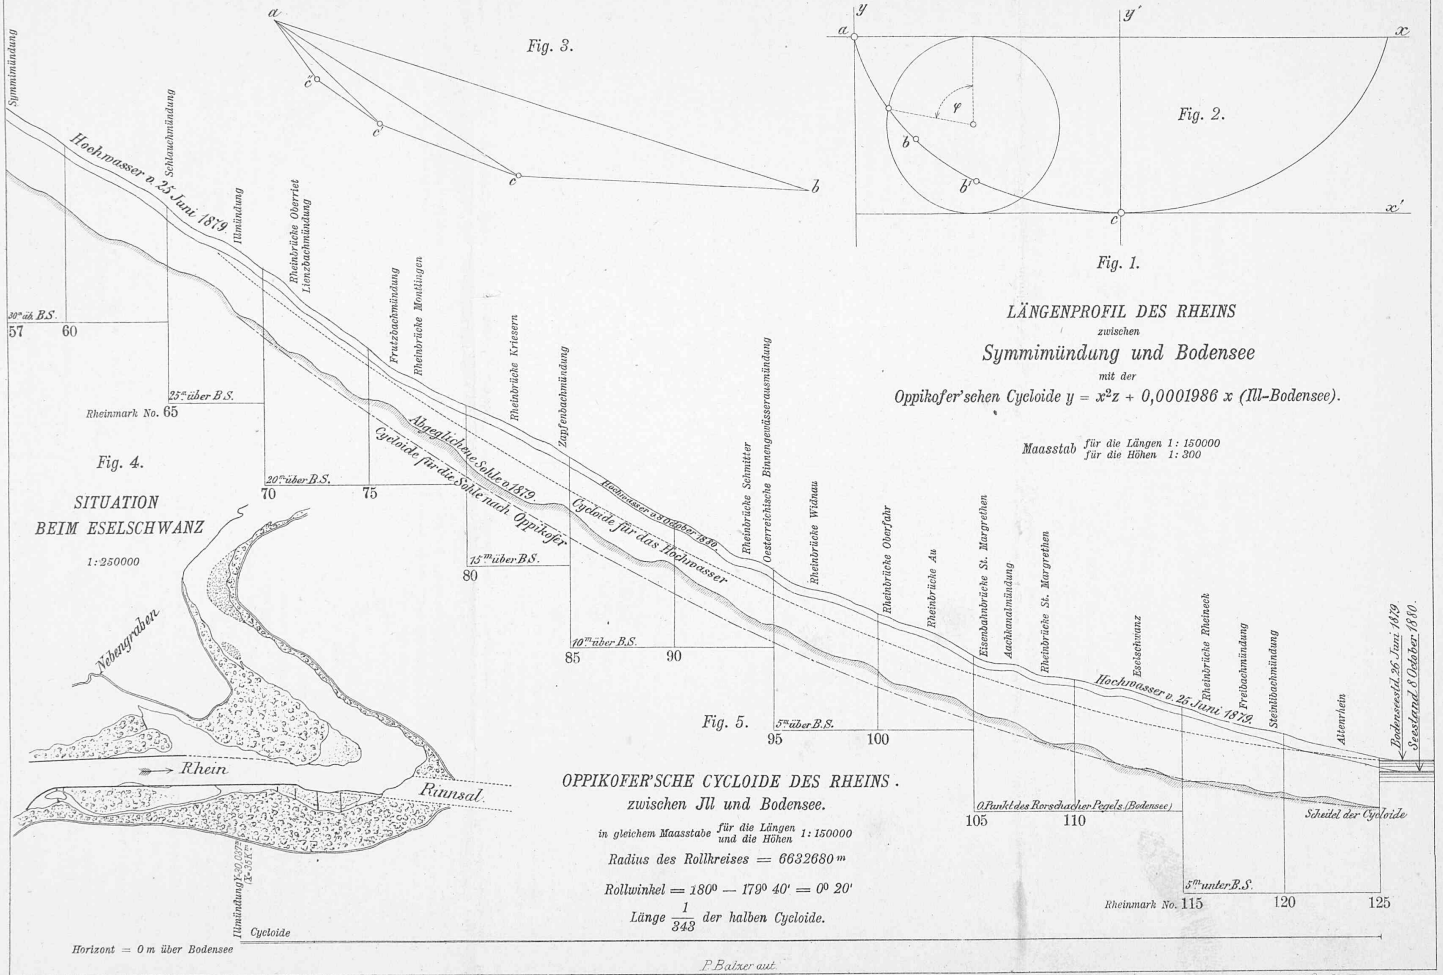 a
Fig. 3.
c''
c'
c
b
y
y'
a
x
φ
Fig. 2.
b
b'
c
x'
Fig. 1.
LÄNGENPROFIL DES RHEINS
zwischen
Symmimündung und Bodensee
mit der
Oppikofer'schen Cycloide y = x²z + 0,0001986 x (Ill-Bodensee).
Maasstab für die Längen 1 : 150000
für die Höhen 1 : 300
Symmimündung
Hochwasser v. 25 Juni 1879.
Schlauchmündung
Illmündung
Rheinbrücke Oberriet
Lienzbachmündung
Frutzbachmündung
Rheinbrücke Montlingen
Rheinbrücke Kriesern
Zapfenbachmündung
Rheinbrücke Schmitter
Oesterreichische Binnengewässerausmündung
Rheinbrücke Widnau
Rheinbrücke Oberfahr
Rheinbrücke Au
Eisenbahnbrücke St. Margrethen
Aachkanalmündung
Rheinbrücke St. Margrethen
Eselschwanz
Rheinbrücke Rheineck
Freibachmündung
Steinlibachmündung
Altenrhein
Bodenseestd. 26 Juni 1879.
Seestand 8 October 1880.
30ᵐ üb. B.S.
57 60
25ᵐ über B.S.
Rheinmark No. 65
20ᵐ über B.S.
70 75
15ᵐ über B.S.
80
10ᵐ über B.S.
85 90
5ᵐ über B.S.
95 100
0. Punkt des Rorschacher Pegels (Bodensee)
105 110
5ᵐ unter B.S.
Rheinmark No. 115 120 125
Abgeglichene Sohle v. 1879.
Cycloide für die Sohle nach Oppikofer
Hochwasser v. 8 October 1880.
Cycloide für das Hochwasser
Hochwasser v. 25 Juni 1879.
Scheitel der Cycloide
Fig. 4.
SITUATION
BEIM ESELSCHWANZ
1:250000
Nebengraben
Rhein
Rinnsal.
Fig. 5.
OPPIKOFER'SCHE CYCLOIDE DES RHEINS.
zwischen Jll und Bodensee.
in gleichem Maasstabe für die Längen und die Höhen 1 : 150000
Radius des Rollkreises = 6632680 m
Rollwinkel = 180⁰ — 179⁰ 40' = 0⁰ 20'
Länge 1/343 der halben Cycloide.
Illmündung
Cycloide
Horizont = 0 m über Bodensee
P. Balzer aut.